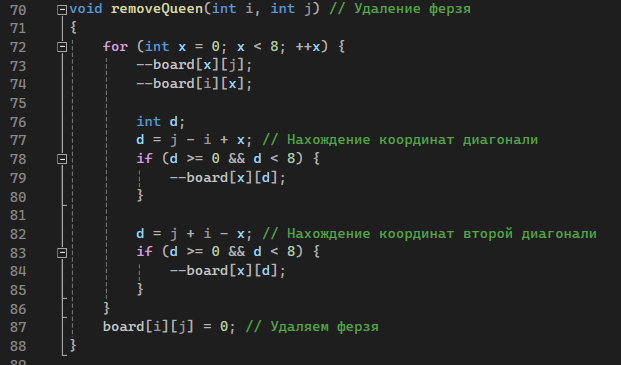 70 void removeQueen(int i, int j) // Удаление ферзя
71 {
72     for (int x = 0; x < 8; ++x) {
73         --board[x][j];
74         --board[i][x];
75
76         int d;
77         d = j - i + x; // Нахождение координат диагонали
78         if (d >= 0 && d < 8) {
79             --board[x][d];
80         }
81
82         d = j + i - x; // Нахождение координат второй диагонали
83         if (d >= 0 && d < 8) {
84             --board[x][d];
85         }
86     }
87     board[i][j] = 0; // Удаляем ферзя
88 }
89